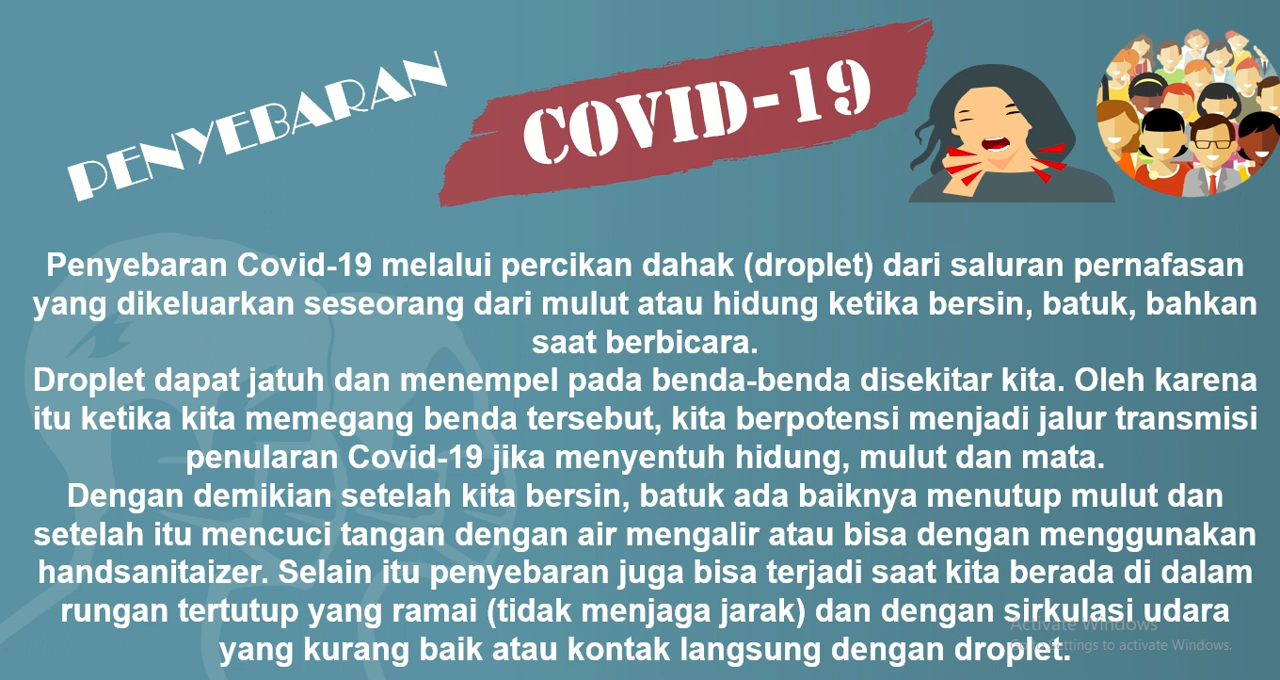 PENYEBARAN
COVID-19
Penyebaran Covid-19 melalui percikan dahak (droplet) dari saluran pernafasan
yang dikeluarkan seseorang dari mulut atau hidung ketika bersin, batuk, bahkan
saat berbicara.
Droplet dapat jatuh dan menempel pada benda-benda disekitar kita. Oleh karena
itu ketika kita memegang benda tersebut, kita berpotensi menjadi jalur transmisi
penularan Covid-19 jika menyentuh hidung, mulut dan mata.
Dengan demikian setelah kita bersin, batuk ada baiknya menutup mulut dan
setelah itu mencuci tangan dengan air mengalir atau bisa dengan menggunakan
handsanitaizer. Selain itu penyebaran juga bisa terjadi saat kita berada di dalam
rungan tertutup yang ramai (tidak menjaga jarak) dan dengan sirkulasi udara
yang kurang baik atau kontak langsung dengan droplet.
Activate Windows
to activate Windows.